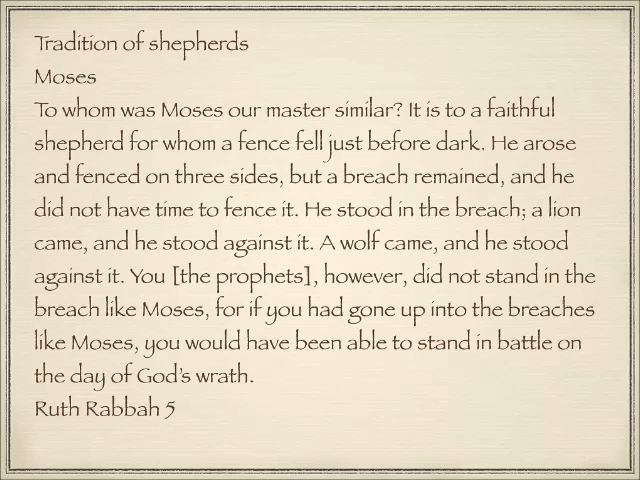 Tradition of shepherds
Moses
To whom was Moses our master similar? It is to a faithful
shepherd for whom a fence fell just before dark. He arose
and fenced on three sides, but a breach remained, and he
did not have time to fence it. He stood in the breach; a lion
came, and he stood against it. A wolf came, and he stood
against it. You [the prophets], however, did not stand in the
breach like Moses, for if you had gone up into the breaches
like Moses, you would have been able to stand in battle on
the day of God's wrath.
Ruth Rabbah 5